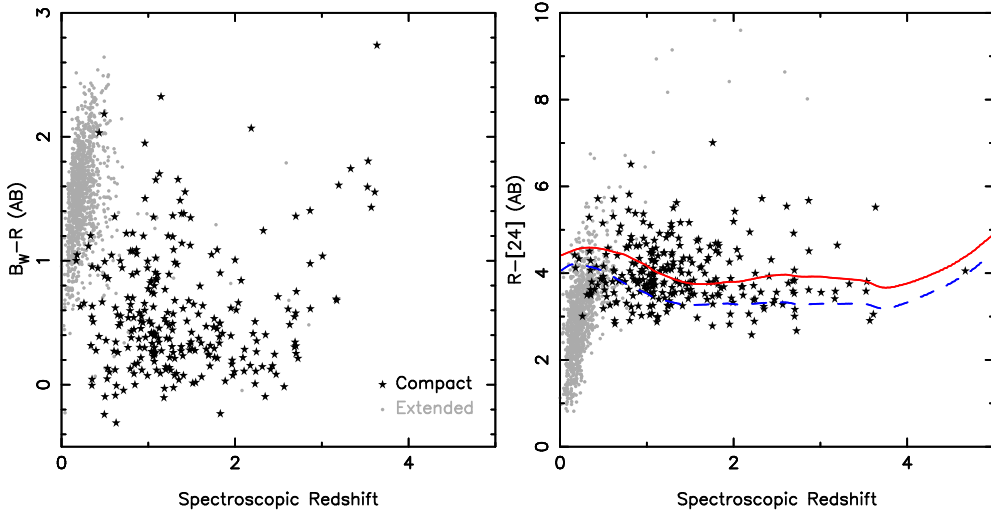 3
2
1
0
B_W−R (AB)
0
2
4
Spectroscopic Redshift
Compact
Extended
10
8
6
4
2
0
R−[24] (AB)
0
2
4
Spectroscopic Redshift